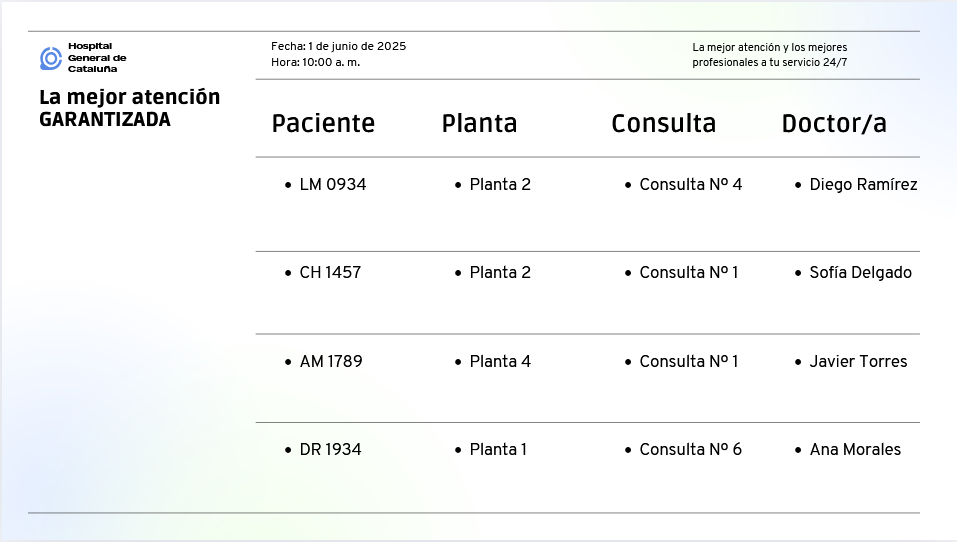 Hospital
General de
Cataluña
La mejor atención
GARANTIZADA
Fecha: 1 de junio de 2025
Hora: 10:00 a. m.
La mejor atención y los mejores
profesionales a tu servicio 24/7
Paciente Planta Consulta Doctor/a
• LM 0934 • Planta 2 • Consulta Nº 4 • Diego Ramírez
• CH 1457 • Planta 2 • Consulta Nº 1 • Sofía Delgado
• AM 1789 • Planta 4 • Consulta Nº 1 • Javier Torres
• DR 1934 • Planta 1 • Consulta Nº 6 • Ana Morales